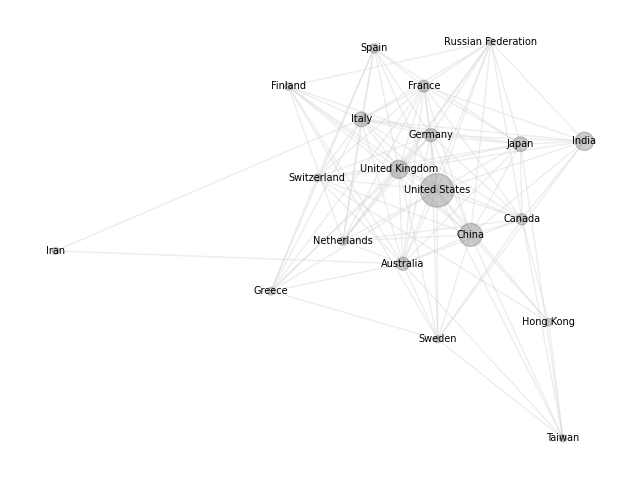 Russian Federation
Spain
Finland
France
Italy
Germany
India
Japan
United Kingdom
Switzerland
United States
Canada
China
Netherlands
Iran
Australia
Greece
Hong Kong
Sweden
Taiwan